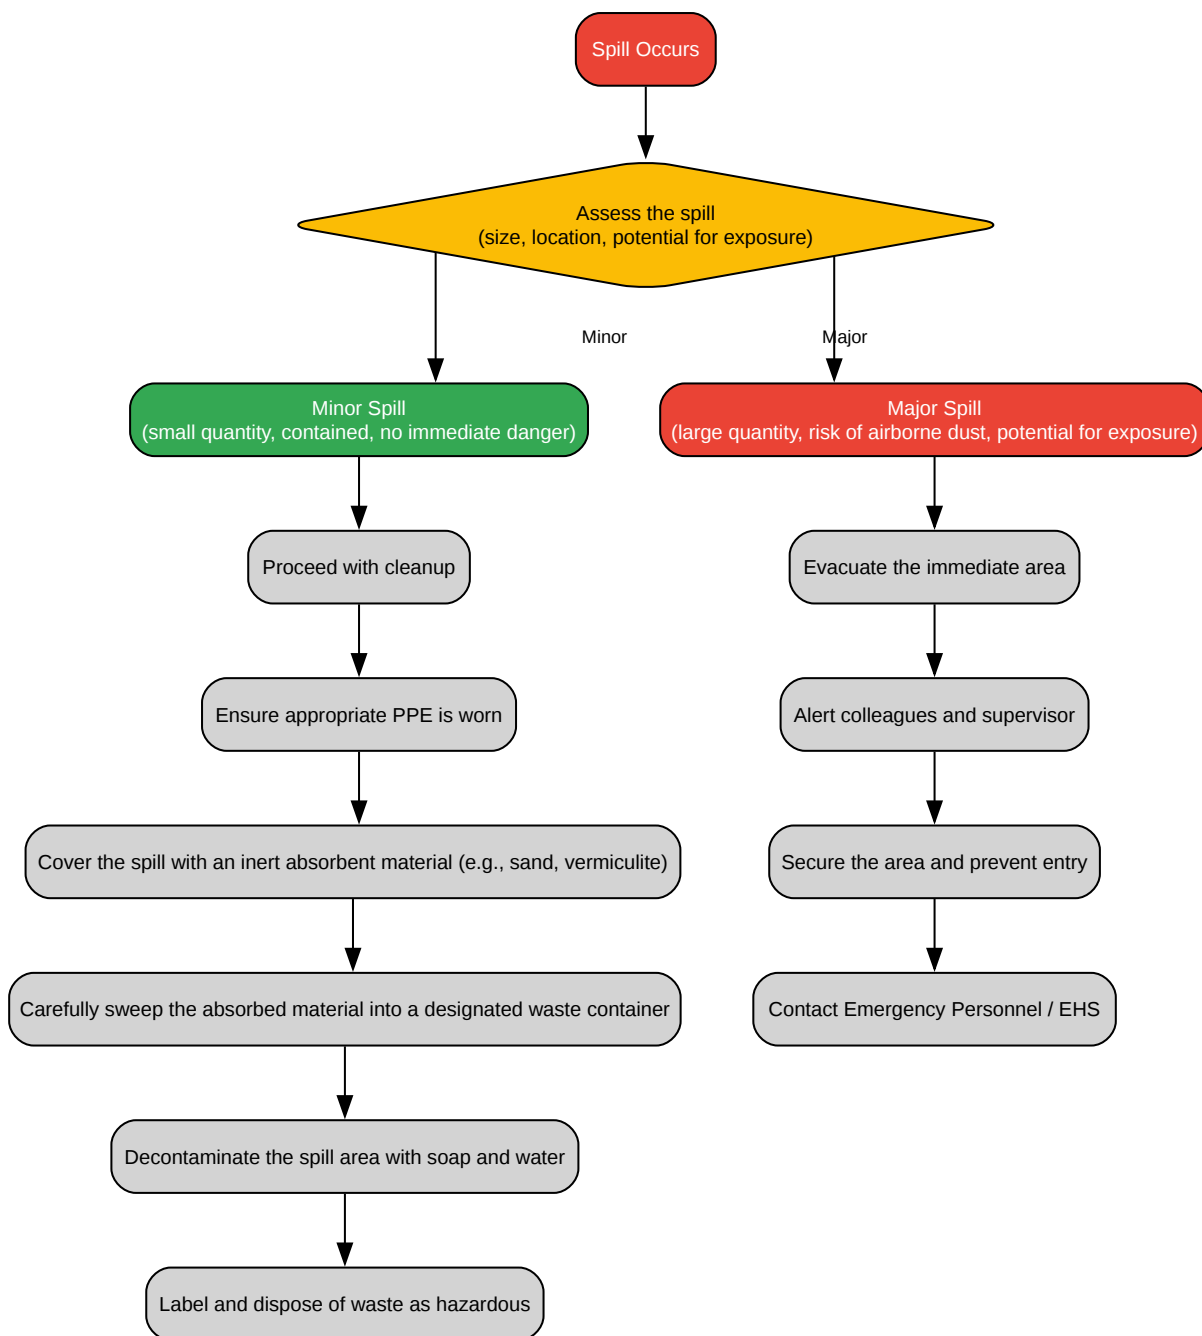 Spill Occurs
Assess the spill
(size, location, potential for exposure)
Minor
Major
Minor Spill
(small quantity, contained, no immediate danger)
Major Spill
(large quantity, risk of airborne dust, potential for exposure)
Proceed with cleanup
Evacuate the immediate area
Ensure appropriate PPE is worn
Alert colleagues and supervisor
Cover the spill with an inert absorbent material (e.g., sand, vermiculite)
Secure the area and prevent entry
Carefully sweep the absorbed material into a designated waste container
Contact Emergency Personnel / EHS
Decontaminate the spill area with soap and water
Label and dispose of waste as hazardous